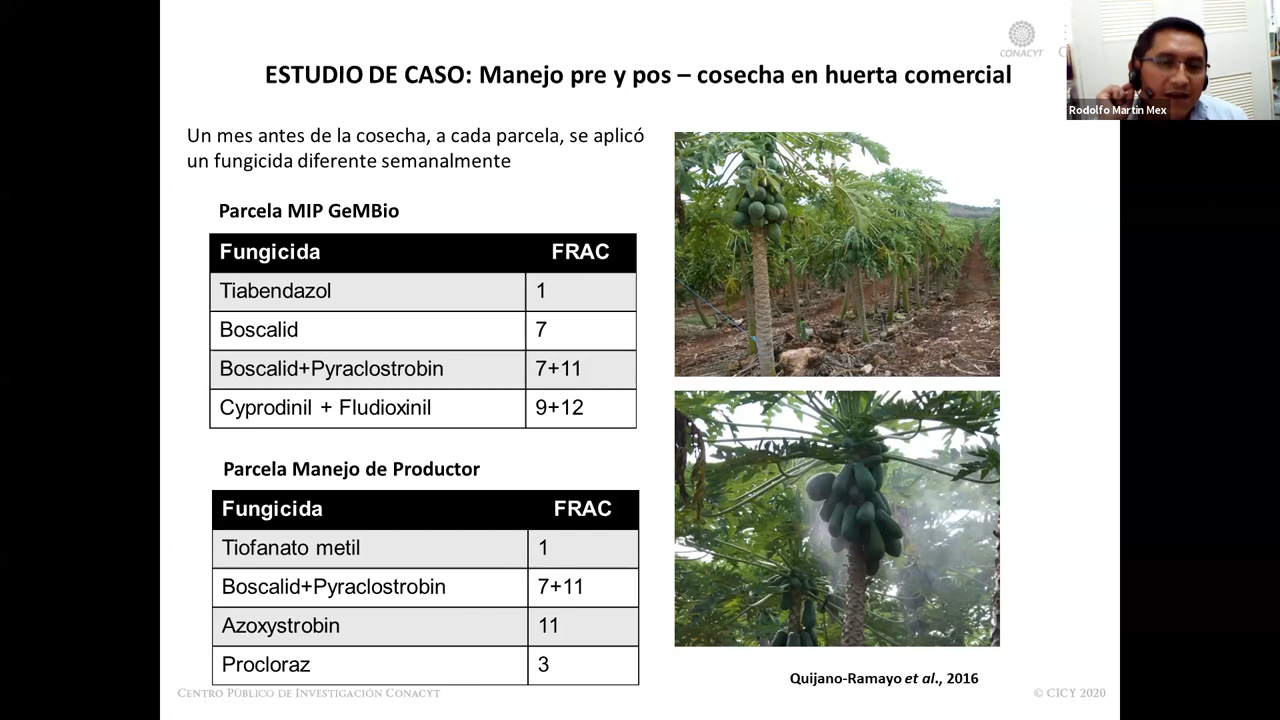 CONACYT
ESTUDIO DE CASO: Manejo pre y pos – cosecha en huerta comercial
Rodolfo Martín Mex
Un mes antes de la cosecha, a cada parcela, se aplicó
un fungicida diferente semanalmente
Parcela MIP GeMBio
Fungicida FRAC
Tiabendazol 1
Boscalid 7
Boscalid+Pyraclostrobin 7+11
Cyprodinil + Fludioxinil 9+12
Parcela Manejo de Productor
Fungicida FRAC
Tiofanato metil 1
Boscalid+Pyraclostrobin 7+11
Azoxystrobin 11
Procloraz 3
Quijano-Ramayo et al., 2016
CENTRO PÚBLICO DE INVESTIGACIÓN CONACYT
© CICY 2020